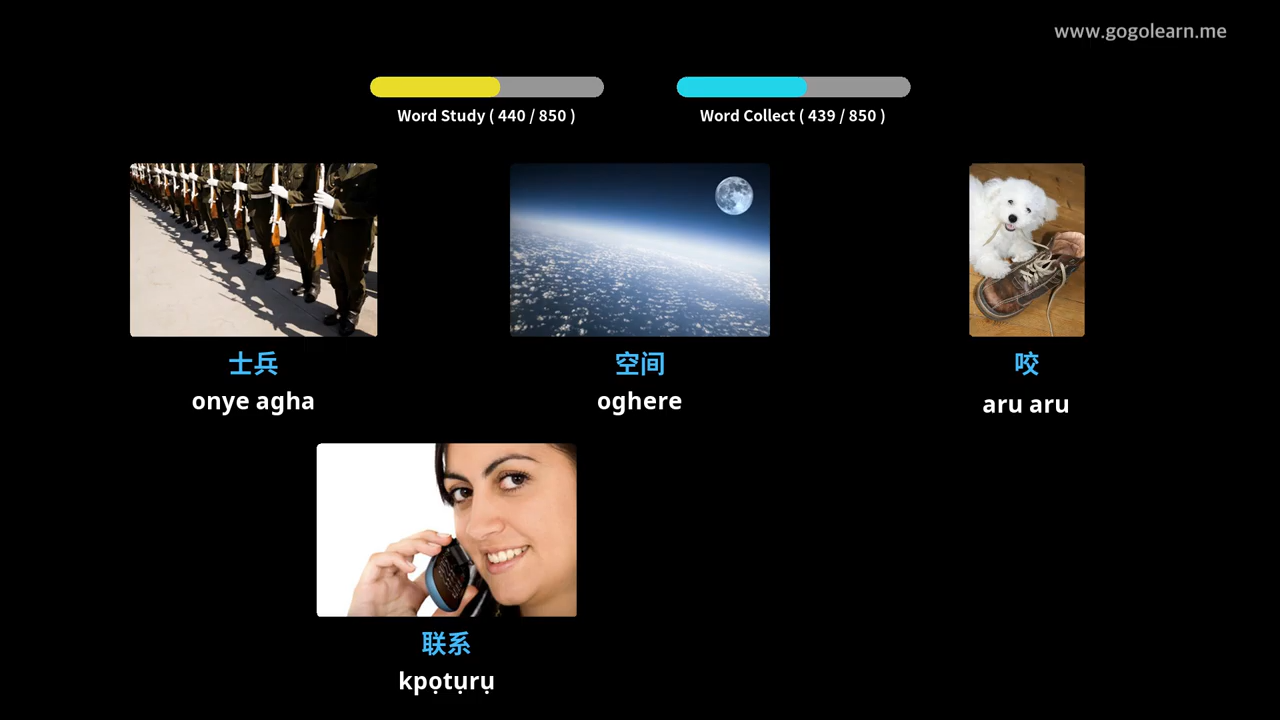 www.gogolearn.me
Word Study ( 440 / 850 )
Word Collect ( 439 / 850 )
士兵
onye agha
空间
oghere
咬
aru aru
联系
kpọtụrụ